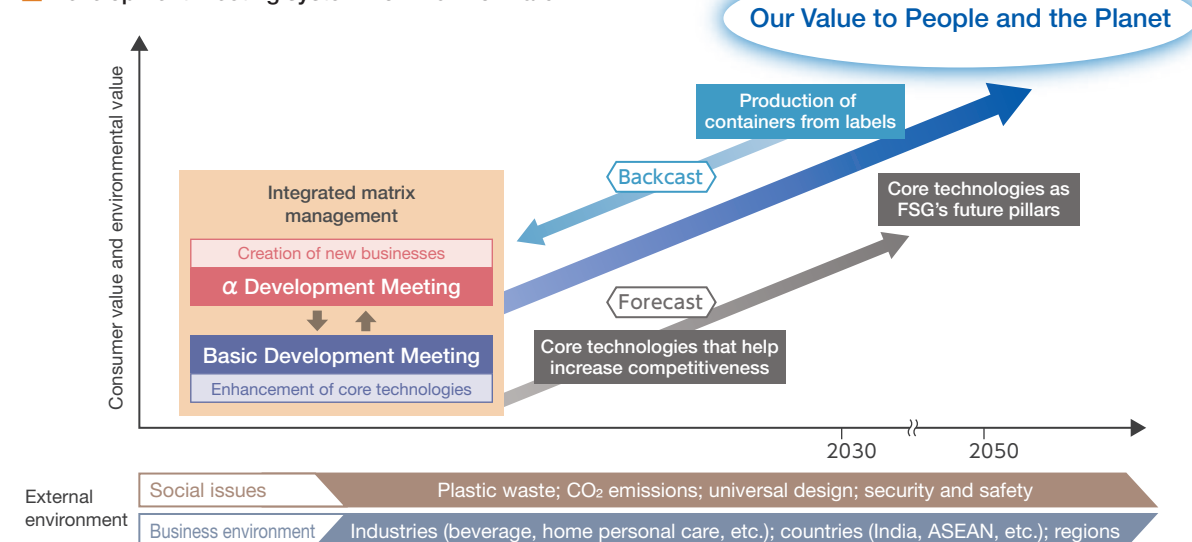 Our Value to People and the Planet
Consumer value and environmental value
Production of
containers from labels
Backcast
Integrated matrix
management
Creation of new businesses
α Development Meeting
Basic Development Meeting
Enhancement of core technologies
Core technologies as
FSG's future pillars
Forecast
Core technologies that help
increase competitiveness
2030
2050
External
environment
Social issues
Plastic waste; CO₂ emissions; universal design; security and safety
Business environment
Industries (beverage, home personal care, etc.); countries (India, ASEAN, etc.); regions